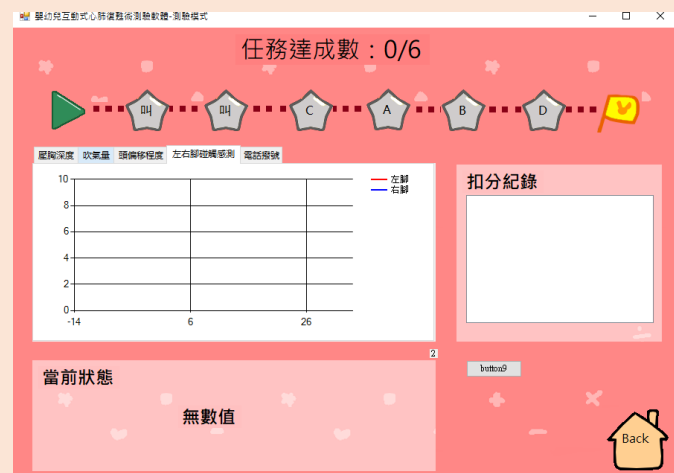 嬰幼兒互動式心肺復甦術測驗軟體-測驗模式
任務達成數：0/6
叫 叫 C A B D
壓胸深度 吹氣量 頭偏移程度 左右腳碰觸感測 電話撥號
10
8
6
4
2
0
-14 6 26
左腳
右腳
扣分紀錄
2
button9
當前狀態
無數值
Back